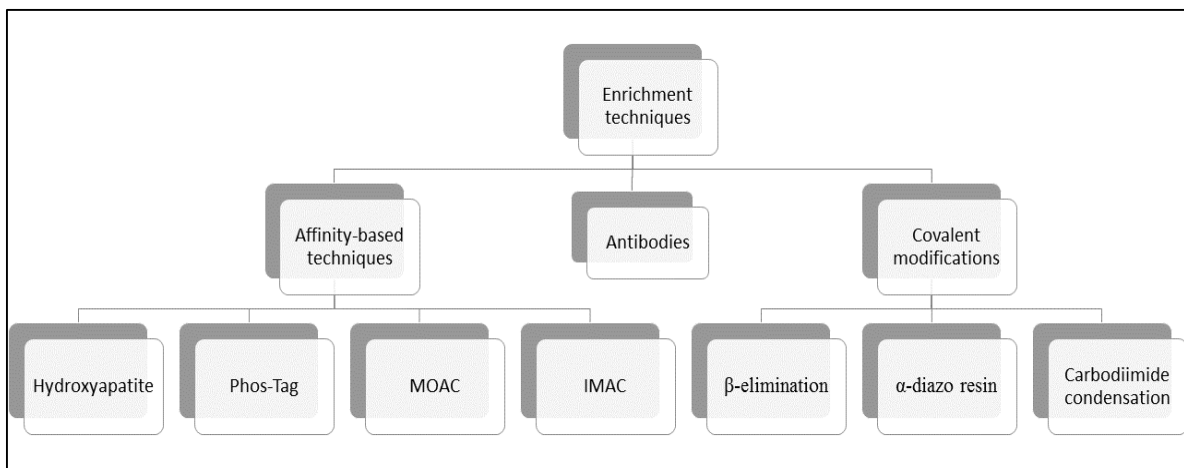 Enrichment
techniques
Affinity-based
techniques
Antibodies
Covalent
modifications
Hydroxyapatite
Phos-Tag
MOAC
IMAC
β-elimination
α-diazo resin
Carbodiimide
condensation